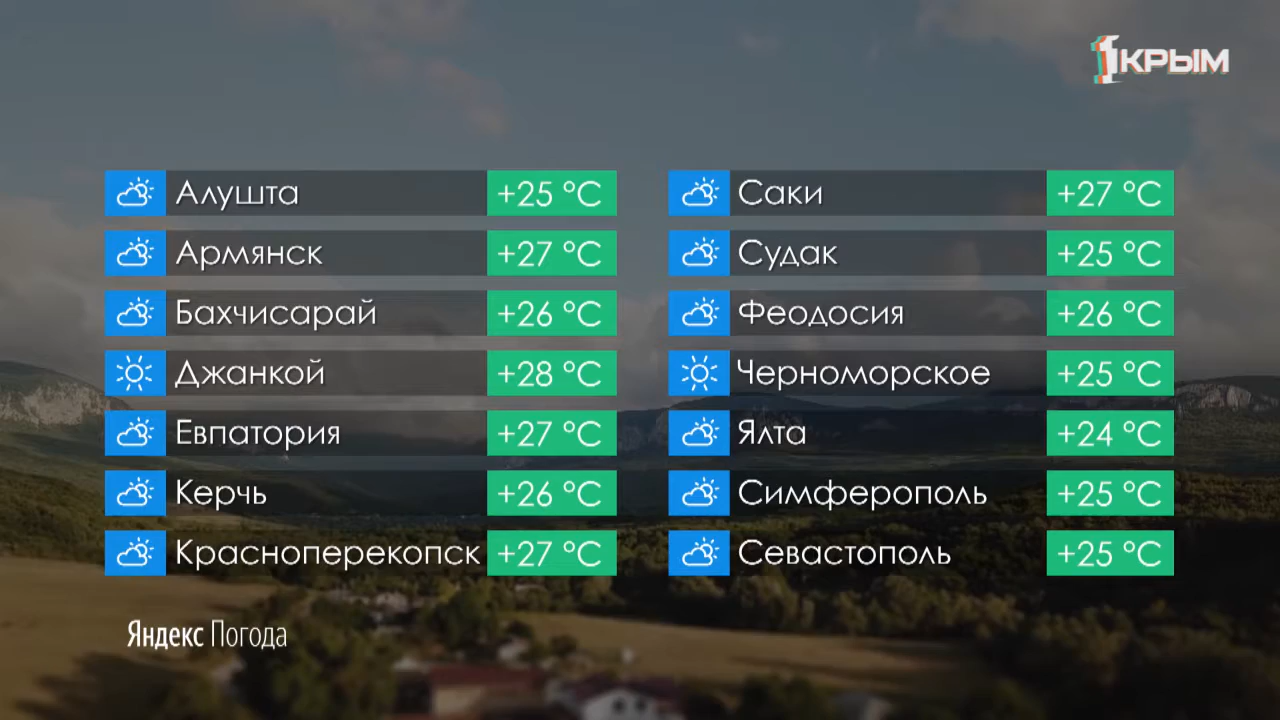 1КРЫМ
Алушта +25 °C
Армянск +27 °C
Бахчисарай +26 °C
Джанкой +28 °C
Евпатория +27 °C
Керчь +26 °C
Красноперекопск +27 °C
Саки +27 °C
Судак +25 °C
Феодосия +26 °C
Черноморское +25 °C
Ялта +24 °C
Симферополь +25 °C
Севастополь +25 °C
Яндекс Погода